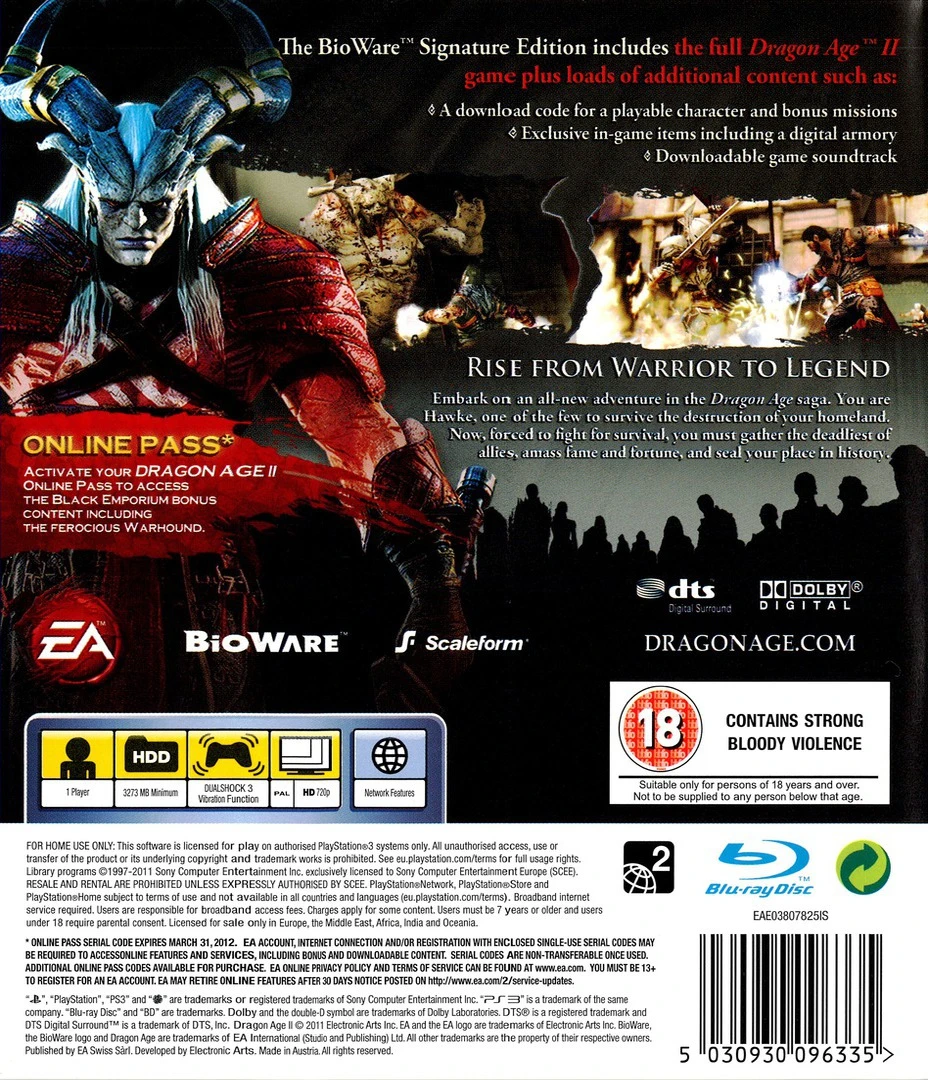 The BioWare™ Signature Edition includes the full Dragon Age™ II
game plus loads of additional content such as:
A download code for a playable character and bonus missions
Exclusive in-game items including a digital armory
Downloadable game soundtrack
RISE FROM WARRIOR TO LEGEND
Embark on an all-new adventure in the Dragon Age saga. You are
Hawke, one of the few to survive the destruction of your homeland.
Now, forced to fight for survival, you must gather the deadliest of
allies, amass fame and fortune, and seal your place in history.
ONLINE PASS*
ACTIVATE YOUR DRAGON AGE II
ONLINE PASS TO ACCESS
THE BLACK EMPORIUM BONUS
CONTENT INCLUDING
THE FEROCIOUS WARHOUND.
dts Digital Surround
DOLBY® DIGITAL
EA™
BIOWARE™
Scaleform®
DRAGONAGE.COM
18
CONTAINS STRONG
BLOODY VIOLENCE
Suitable only for persons of 18 years and over.
Not to be supplied to any person below that age.
HDD
1 Player
3273 MB Minimum
DUALSHOCK 3
Vibration Function
PAL
HD 720p
Network Features
FOR HOME USE ONLY: This software is licensed for play on authorised PlayStation®3 systems only. All unauthorised access, use or
transfer of the product or its underlying copyright and trademark works is prohibited. See eu.playstation.com/terms for full usage rights.
Library programs ©1997-2011 Sony Computer Entertainment Inc. exclusively licensed to Sony Computer Entertainment Europe (SCEE).
RESALE AND RENTAL ARE PROHIBITED UNLESS EXPRESSLY AUTHORISED BY SCEE. PlayStation®Network, PlayStation®Store and
PlayStation®Home subject to terms of use and not available in all countries and languages (eu.playstation.com/terms). Broadband internet
service required. Users are responsible for broadband access fees. Charges apply for some content. Users must be 7 years or older and users
under 18 require parental consent. Licensed for sale only in Europe, the Middle East, Africa, India and Oceania.
* ONLINE PASS SERIAL CODE EXPIRES MARCH 31, 2012. EA ACCOUNT, INTERNET CONNECTION AND/OR REGISTRATION WITH ENCLOSED SINGLE-USE SERIAL CODES MAY
BE REQUIRED TO ACCESSONLINE FEATURES AND SERVICES, INCLUDING BONUS AND DOWNLOADABLE CONTENT. SERIAL CODES ARE NON-TRANSFERABLE ONCE USED.
ADDITIONAL ONLINE PASS CODES AVAILABLE FOR PURCHASE. EA ONLINE PRIVACY POLICY AND TERMS OF SERVICE CAN BE FOUND AT www.ea.com. YOU MUST BE 13+
TO REGISTER FOR AN EA ACCOUNT. EA MAY RETIRE ONLINE FEATURES AFTER 30 DAYS NOTICE POSTED ON http://www.ea.com/2/service-updates.
"", "PlayStation", "PS3" and "" are trademarks or registered trademarks of Sony Computer Entertainment Inc. "PS3" is a trademark of the same
company. "Blu-ray Disc" and "BD" are trademarks. Dolby and the double-D symbol are trademarks of Dolby Laboratories. DTS® is a registered trademark and
DTS Digital Surround™ is a trademark of DTS, Inc. Dragon Age II © 2011 Electronic Arts Inc. EA and the EA logo are trademarks of Electronic Arts Inc. BioWare,
the BioWare logo and Dragon Age are trademarks of EA International (Studio and Publishing) Ltd. All other trademarks are the property of their respective owners.
Published by EA Swiss Sàrl. Developed by Electronic Arts. Made in Austria. All rights reserved.
2
Blu-ray Disc™
EAE03807825IS
5 030930 096335 >